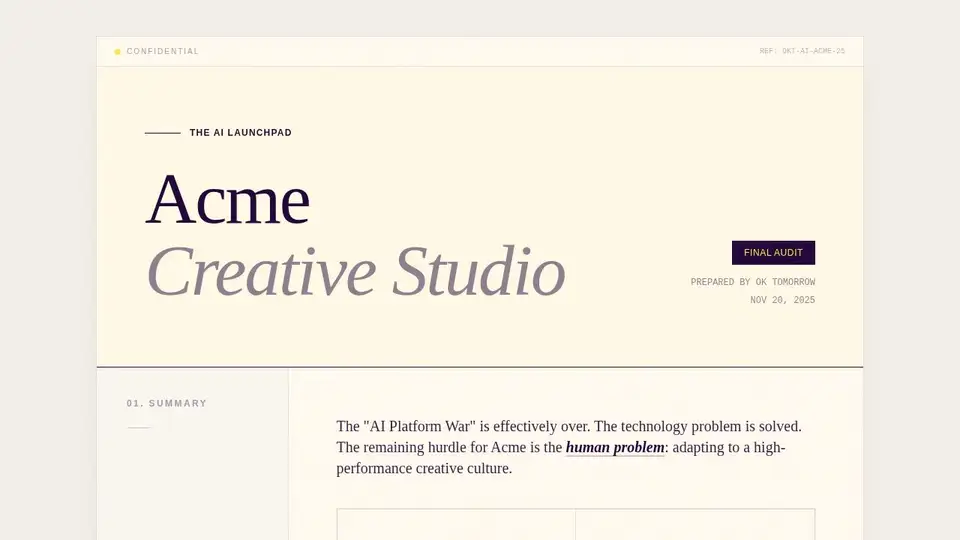 CONFIDENTIAL
REF: OKT-AI-ACME-25
THE AI LAUNCHPAD
Acme
Creative Studio
FINAL AUDIT
PREPARED BY OK TOMORROW
NOV 20, 2025
01. SUMMARY
The "AI Platform War" is effectively over. The technology problem is solved.
The remaining hurdle for Acme is the human problem: adapting to a high-
performance creative culture.